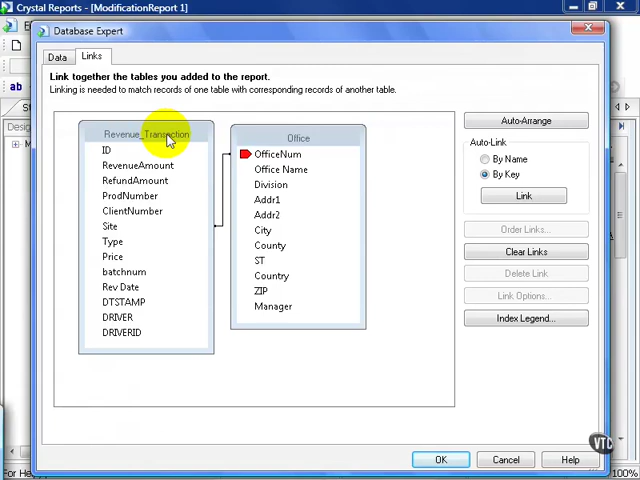 Crystal Reports - [ModificationReport 1]
Database Expert
Data
Links
Link together the tables you added to the report.
Linking is needed to match records of one table with corresponding records of another table.
ab
Revenue_Transaction
ID
RevenueAmount
RefundAmount
ProdNumber
ClientNumber
Site
Type
Price
batchnum
Rev Date
DTSTAMP
DRIVER
DRIVERID
Office
OfficeNum
Office Name
Division
Addr1
Addr2
City
County
ST
Country
ZIP
Manager
Auto-Arrange
Auto-Link
By Name
By Key
Link
Order Links...
Clear Links
Delete Link
Link Options...
Index Legend...
VTC
OK
Cancel
Help
100%